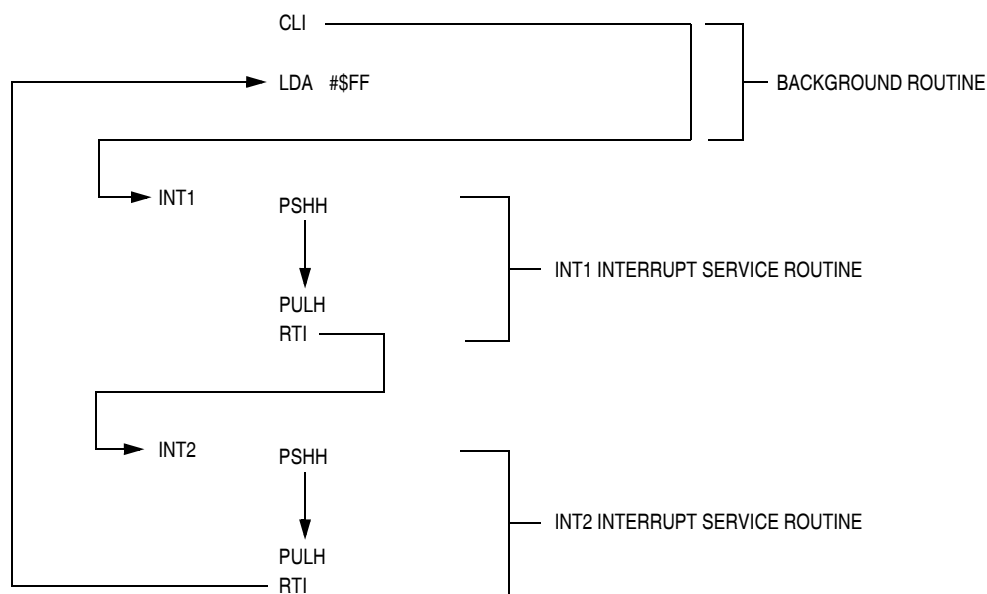 CLI
LDA #$FF
BACKGROUND ROUTINE
INT1
PSHH
INT1 INTERRUPT SERVICE ROUTINE
PULH
RTI
INT2
PSHH
INT2 INTERRUPT SERVICE ROUTINE
PULH
RTI